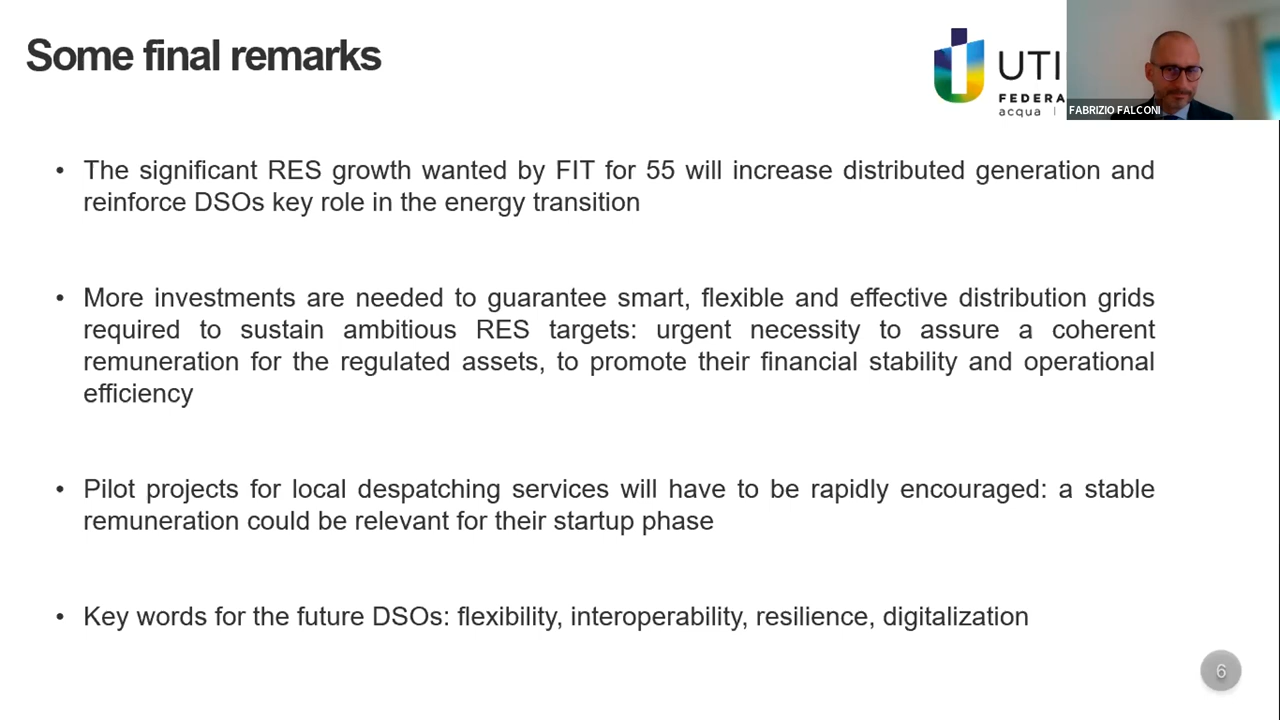 Some final remarks
UTI
FEDERA
acqua |
FABRIZIO FALCONI
• The significant RES growth wanted by FIT for 55 will increase distributed generation and
reinforce DSOs key role in the energy transition
• More investments are needed to guarantee smart, flexible and effective distribution grids
required to sustain ambitious RES targets: urgent necessity to assure a coherent
remuneration for the regulated assets, to promote their financial stability and operational
efficiency
• Pilot projects for local despatching services will have to be rapidly encouraged: a stable
remuneration could be relevant for their startup phase
• Key words for the future DSOs: flexibility, interoperability, resilience, digitalization
6